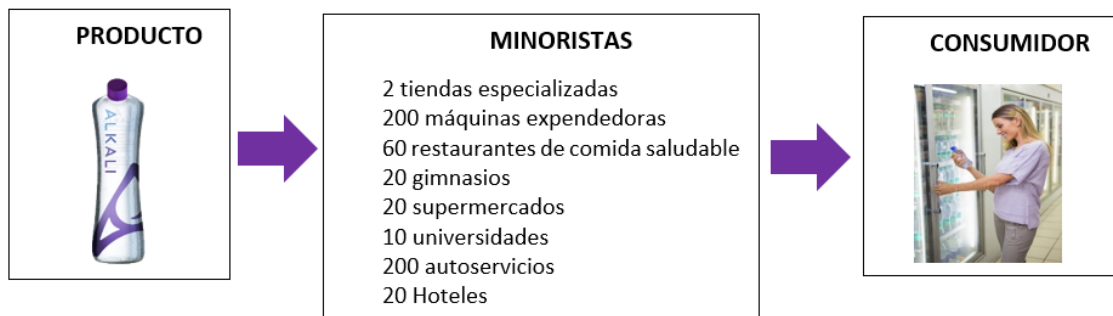 PRODUCTO
ALKALI
MINORISTAS
2 tiendas especializadas
200 máquinas expendedoras
60 restaurantes de comida saludable
20 gimnasios
20 supermercados
10 universidades
200 autoservicios
20 Hoteles
CONSUMIDOR